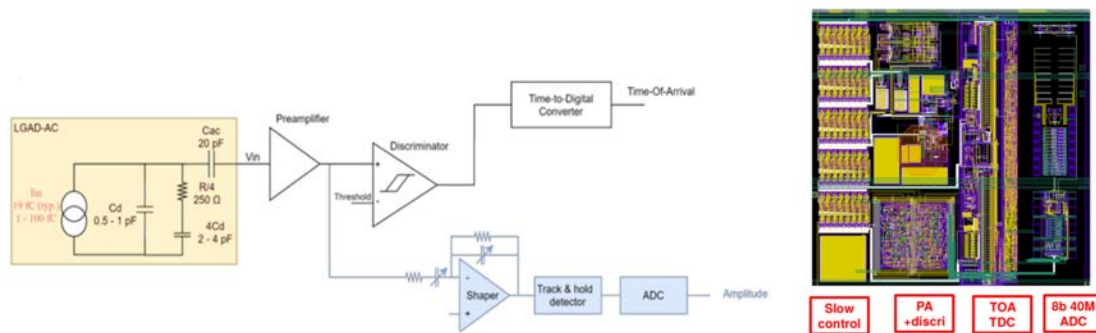 LGAD-AC
Cac
20 pF
Iin
19 fC (typ.)
1 - 100 fC
Cd
0.5 - 1 pF
R/4
250 Ω
4Cd
2 - 4 pF
Vin
Preamplifier
Discriminator
+
Threshold
-
Time-to-Digital
Converter
Time-Of-Arrival
-
Shaper
+
Track & hold
detector
ADC
Amplitude
Slow
control
PA
+discri
TOA
TDC
8b 40M
ADC